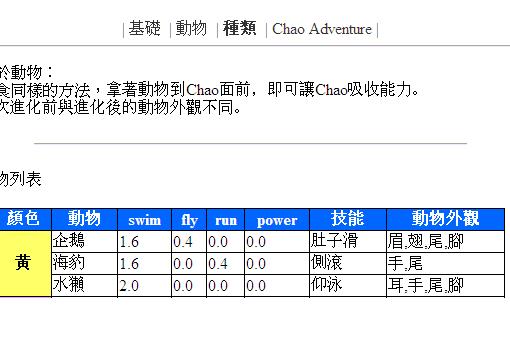 | 基礎 | 動物 | 種類 | Chao Adventure |
於動物：
食同樣的方法，拿著動物到Chao面前，即可讓Chao吸收能力。
次進化前與進化後的動物外觀不同。
物列表
顏色 動物 swim fly run power 技能 動物外觀
黄 企鵝 1.6 0.4 0.0 0.0 肚子滑 眉,翅,尾,腳
海豹 1.6 0.0 0.4 0.0 側滾 手,尾
水獺 2.0 0.0 0.0 0.0 仰泳 耳,手,尾,腳